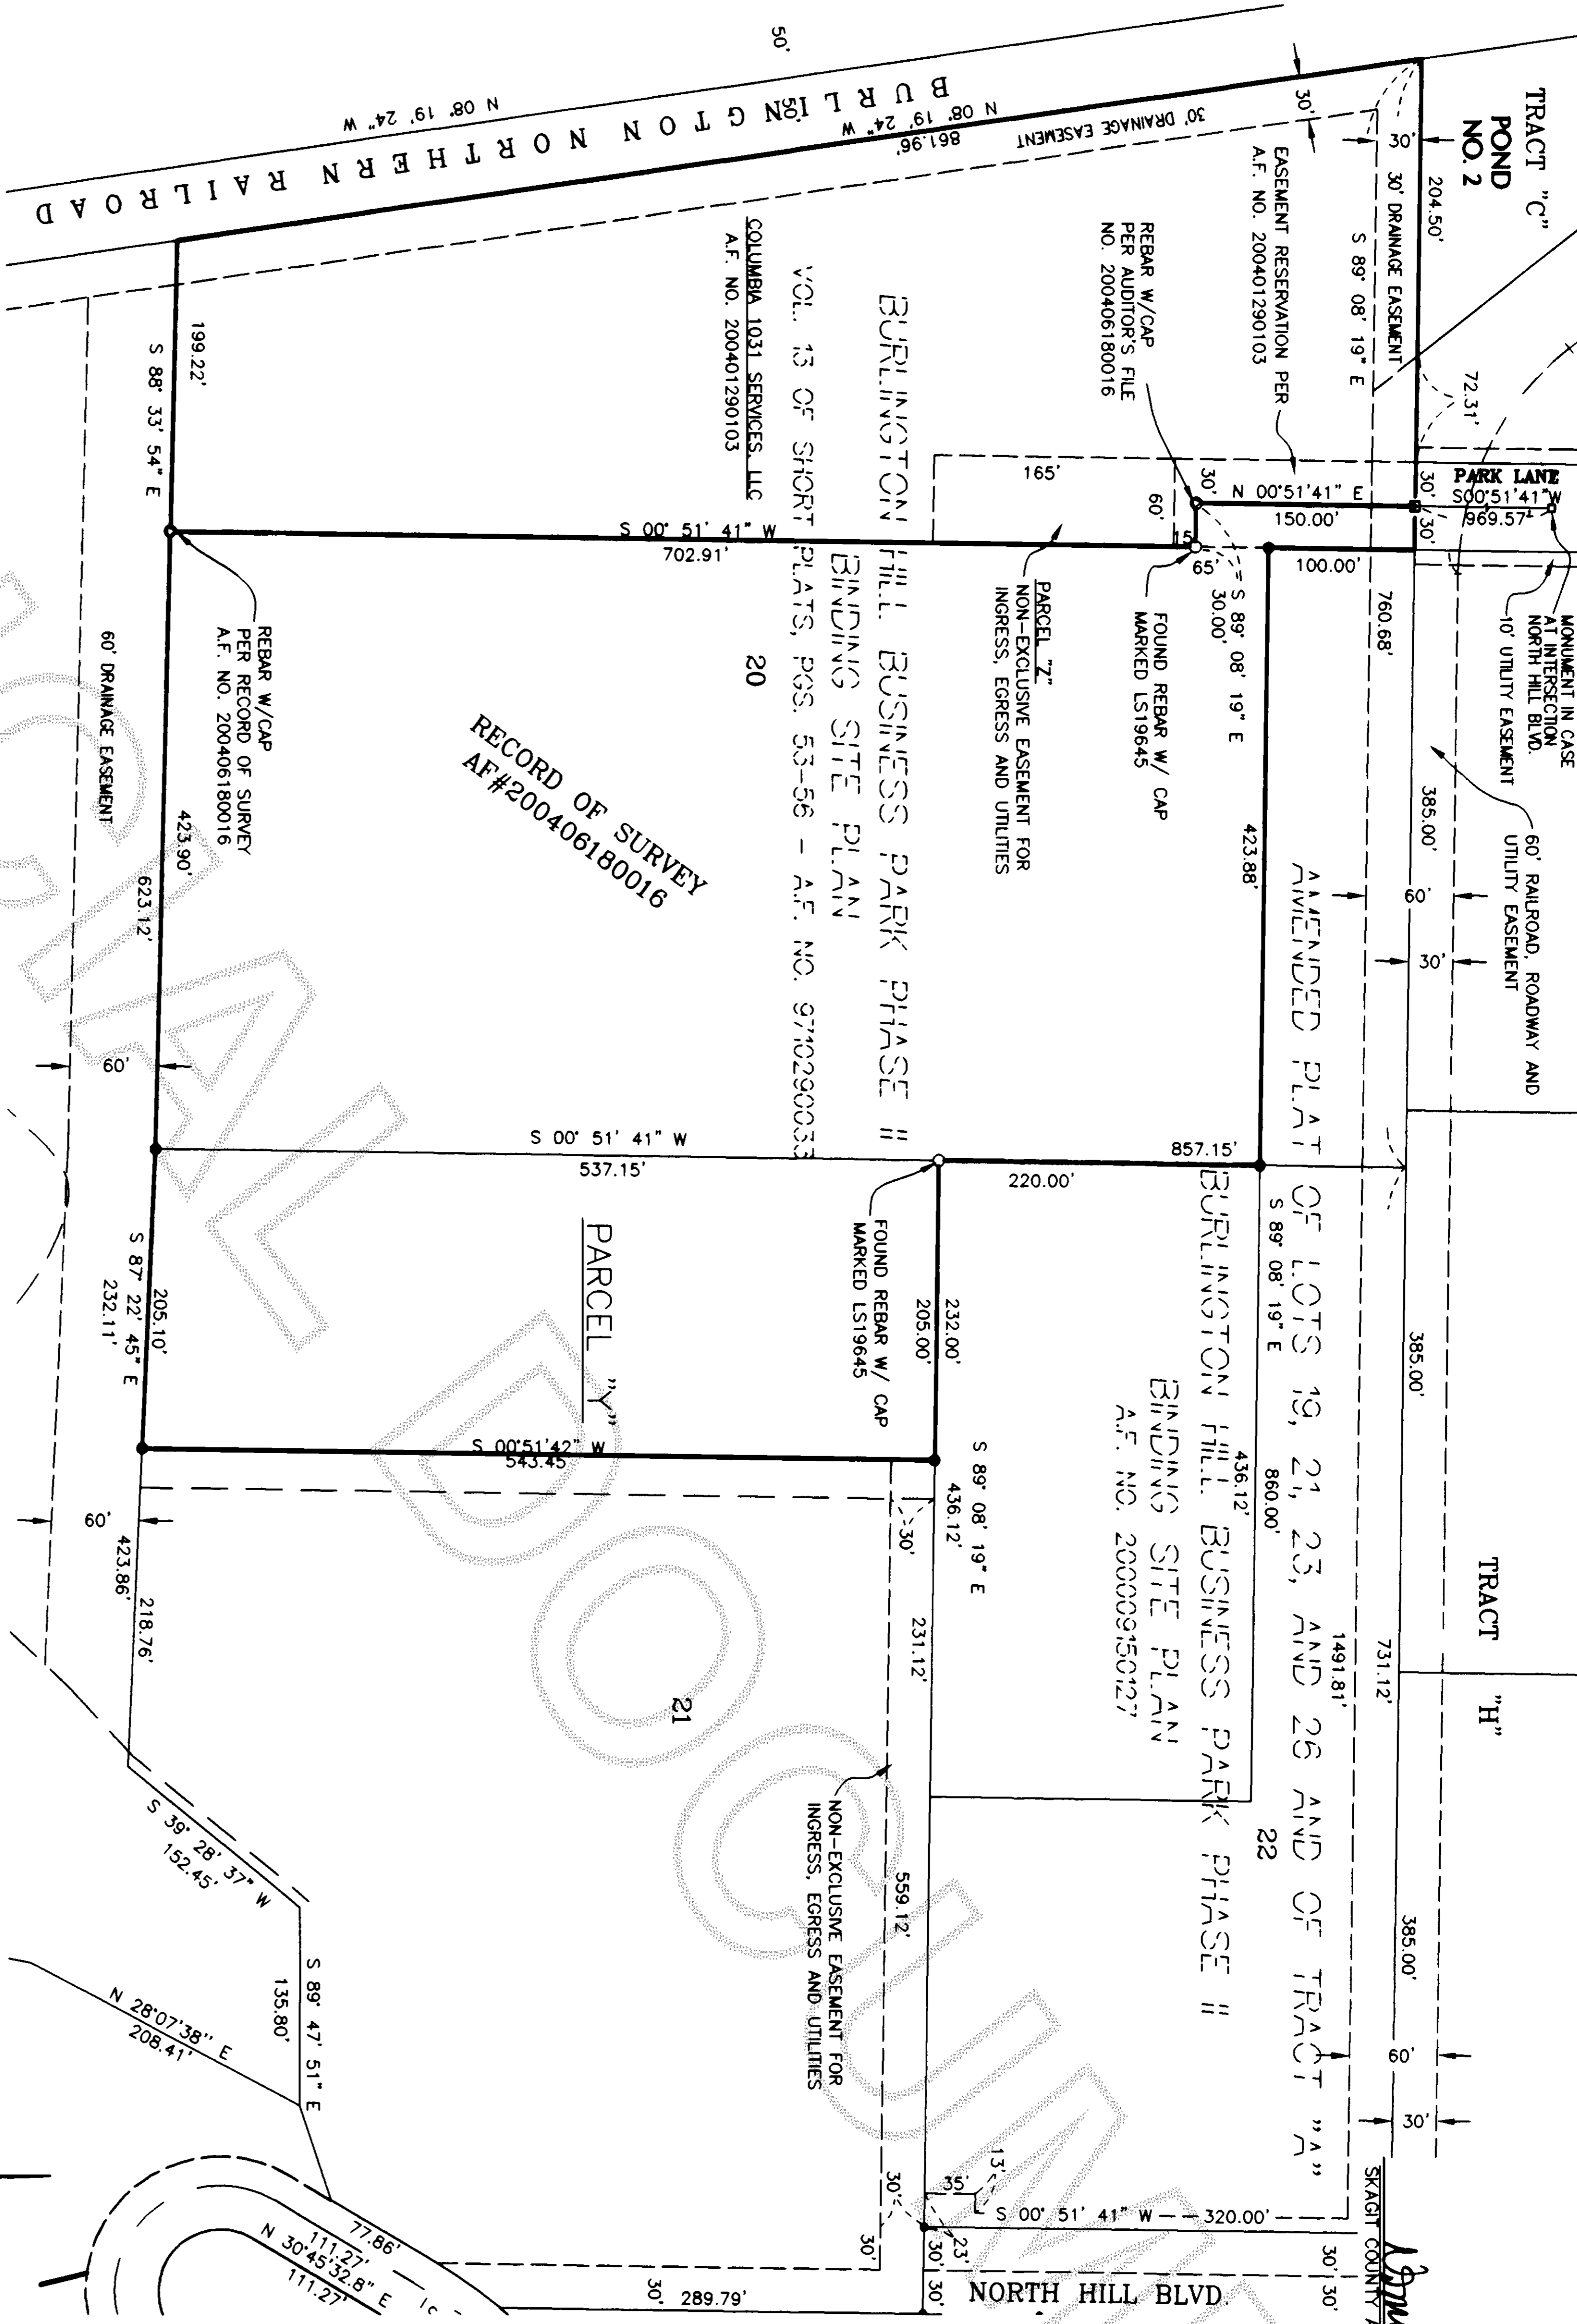 TRACT "C"
POND
NO. 2
30'
30'
204.50'
30' DRAINAGE EASEMENT
S 89° 08' 19" E
EASEMENT RESERVATION PER
A.F. NO. 200401290103
REBAR W/CAP
PER AUDITOR'S FILE
NO. 200406180016
72.31'
PARK LANE
S00°51'41"W
969.57'
30'
30'
MONUMENT IN CASE
AT INTERSECTION
NORTH HILL BLVD.
10' UTILITY EASEMENT
60' RAILROAD, ROADWAY AND
UTILITY EASEMENT
N 00°51'41" E
150.00'
30'
100.00'
15'
65'
60'
165'
S 89° 08' 19" E
30.00'
760.68'
385.00'
60'
30'
FOUND REBAR W/ CAP
MARKED LS19645
PARCEL "Z"
NON-EXCLUSIVE EASEMENT FOR
INGRESS, EGRESS AND UTILITIES
423.88'
AMENDED PLAT OF LOTS 19, 21, 23, AND 26 AND OF TRACT "A"
BURLINGTON HILL BUSINESS PARK PHASE II
BINDING SITE PLAN
A.F. NO. 200009150127
385.00'
TRACT "H"
731.12'
1491.81'
385.00'
60'
30'
S 89° 08' 19" E
860.00'
436.12'
22
857.15'
220.00'
BURLINGTON NORTHERN RAILROAD
50'
50'
N 08° 19' 24" W
N 08° 19' 24" W
861.96'
30' DRAINAGE EASEMENT
BURLINGTON HILL BUSINESS PARK PHASE II
BINDING SITE PLAN
VOL. 13 OF SHORT PLATS, PGS. 53-56 - A.F. NO. 9710290033
COLUMBIA 1031 SERVICES, LLC
A.F. NO. 200401290103
20
RECORD OF SURVEY
AF#200406180016
S 00° 51' 41" W
702.91'
199.22'
S 88° 33' 54" E
REBAR W/CAP
PER RECORD OF SURVEY
A.F. NO. 200406180016
60' DRAINAGE EASEMENT
423.90'
623.12'
60'
S 00° 51' 41" W
537.15'
FOUND REBAR W/ CAP
MARKED LS19645
232.00'
205.00'
PARCEL "Y"
205.10'
S 87° 22' 45" E
232.11'
S 00°51'42" W
543.45'
S 89° 08' 19" E
436.12'
30'
231.12'
60'
423.86'
218.76'
21
559.12'
NON-EXCLUSIVE EASEMENT FOR
INGRESS, EGRESS AND UTILITIES
S 39° 28' 37" W
152.45'
S 89° 47' 51" E
135.80'
N 28°07'38" E
208.41'
13'
35'
S 00° 51' 41" W
320.00'
30'
23'
30'
30'
30'
30'
30'
NORTH HILL BLVD.
30'
289.79'
77.86'
111.27'
N 30°45'32.8" E
111.27'
SKAGIT COUNTY
CIAL DOCUM